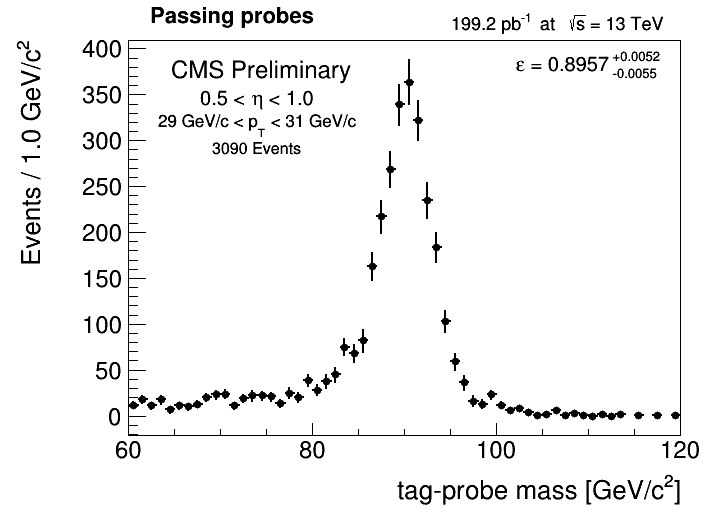 Passing probes
199.2 pb⁻¹ at √s = 13 TeV
ε = 0.8957 +0.0052 -0.0055
CMS Preliminary
0.5 < η < 1.0
29 GeV/c < p_T < 31 GeV/c
3090 Events
Events / 1.0 GeV/c²
400
350
300
250
200
150
100
50
0
60 80 100 120
tag-probe mass [GeV/c²]